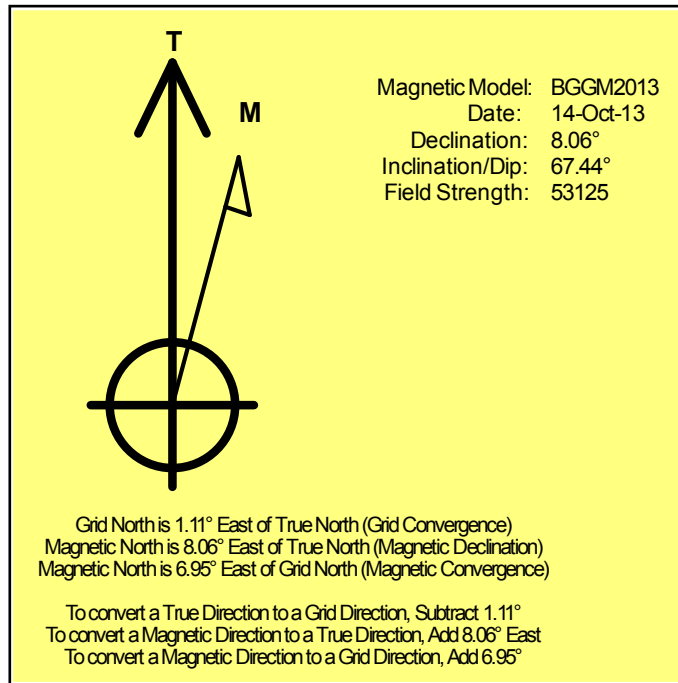 T
M
Magnetic Model: BGGM2013
Date: 14-Oct-13
Declination: 8.06°
Inclination/Dip: 67.44°
Field Strength: 53125
Grid North is 1.11° East of True North (Grid Convergence)
Magnetic North is 8.06° East of True North (Magnetic Declination)
Magnetic North is 6.95° East of Grid North (Magnetic Convergence)
To convert a True Direction to a Grid Direction, Subtract 1.11°
To convert a Magnetic Direction to a True Direction, Add 8.06° East
To convert a Magnetic Direction to a Grid Direction, Add 6.95°